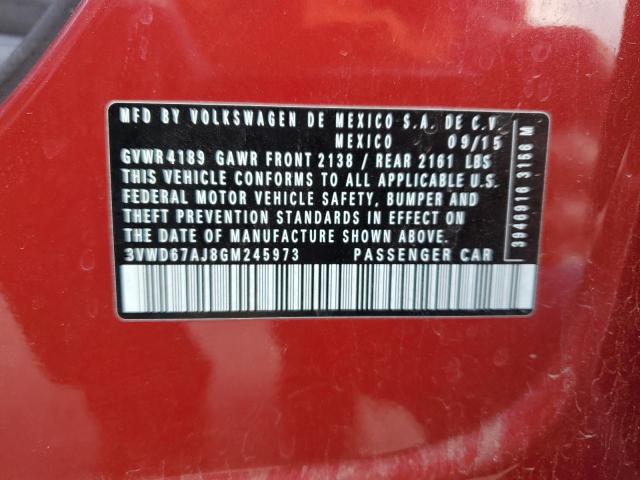 MFD BY VOLKSWAGEN DE MEXICO S.A. DE C.V.
MEXICO 09/15
GVWR4189 GAWR FRONT 2138 / REAR 2161 LBS
THIS VEHICLE CONFORMS TO ALL APPLICABLE U.S.
FEDERAL MOTOR VEHICLE SAFETY, BUMPER AND
THEFT PREVENTION STANDARDS IN EFFECT ON
THE DATE OF MANUFACTURE SHOWN ABOVE.
3VWD67AJ8GM245973 PASSENGER CAR
3946916 3156 M